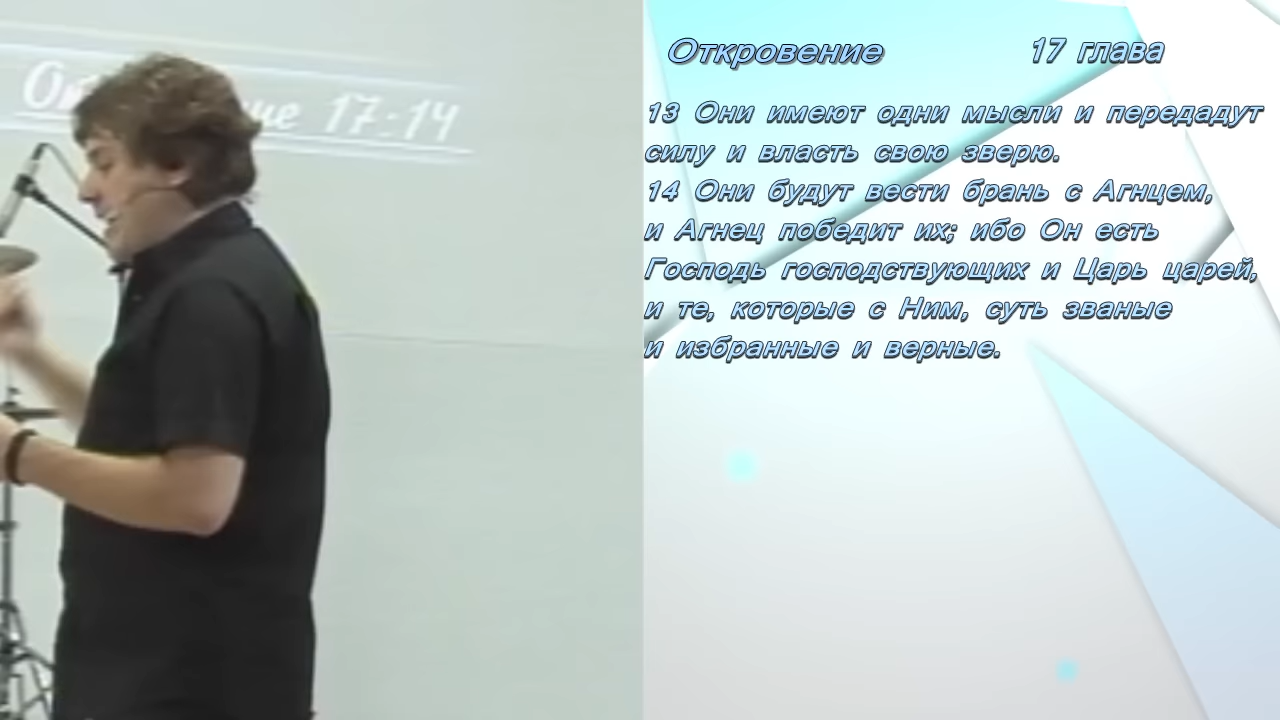 17:14
Откровение 17 глава
13 Они имеют одни мысли и передадут
силу и власть свою зверю.
14 Они будут вести брань с Агнцем,
и Агнец победит их; ибо Он есть
Господь господствующих и Царь царей,
и те, которые с Ним, суть званые
и избранные и верные.